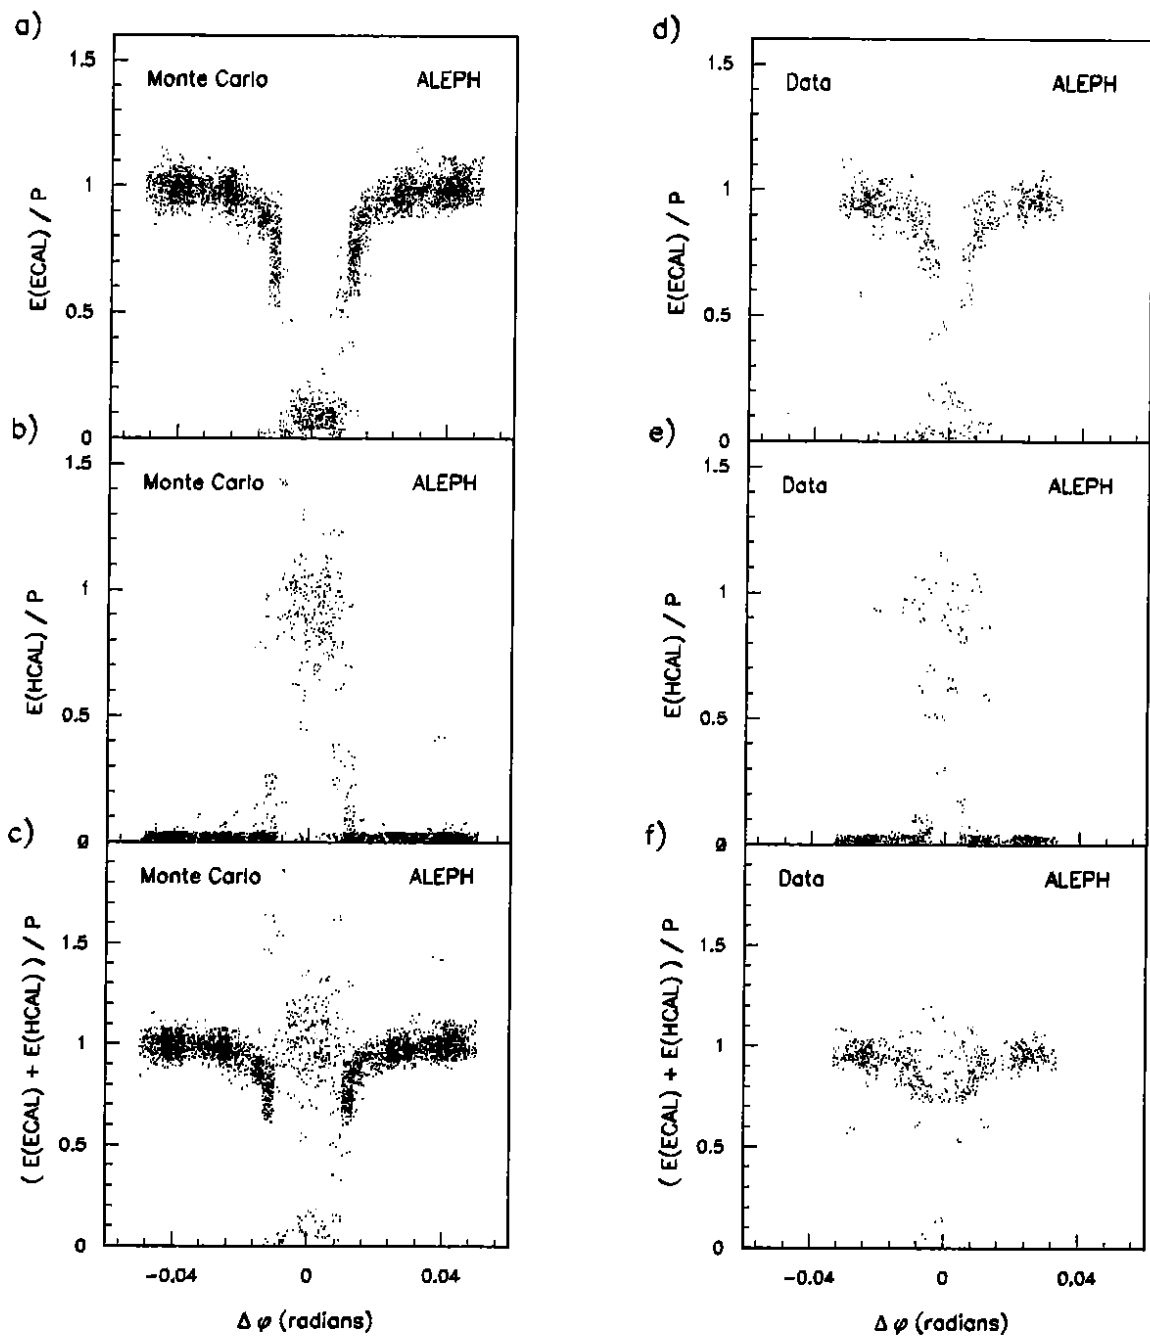 a)
1.5
Monte Carlo ALEPH
1
E(ECAL) / P
0.5
0
b)
1.5
Monte Carlo ALEPH
1
E(HCAL) / P
0.5
0
c)
Monte Carlo ALEPH
1.5
( E(ECAL) + E(HCAL) ) / P
1
0.5
0
-0.04 0 0.04
Δ φ (radians)
d)
1.5
Data ALEPH
1
E(ECAL) / P
0.5
0
e)
1.5
Data ALEPH
1
E(HCAL) / P
0.5
0
f)
Data ALEPH
1.5
( E(ECAL) + E(HCAL) ) / P
1
0.5
0
-0.04 0 0.04
Δ φ (radians)